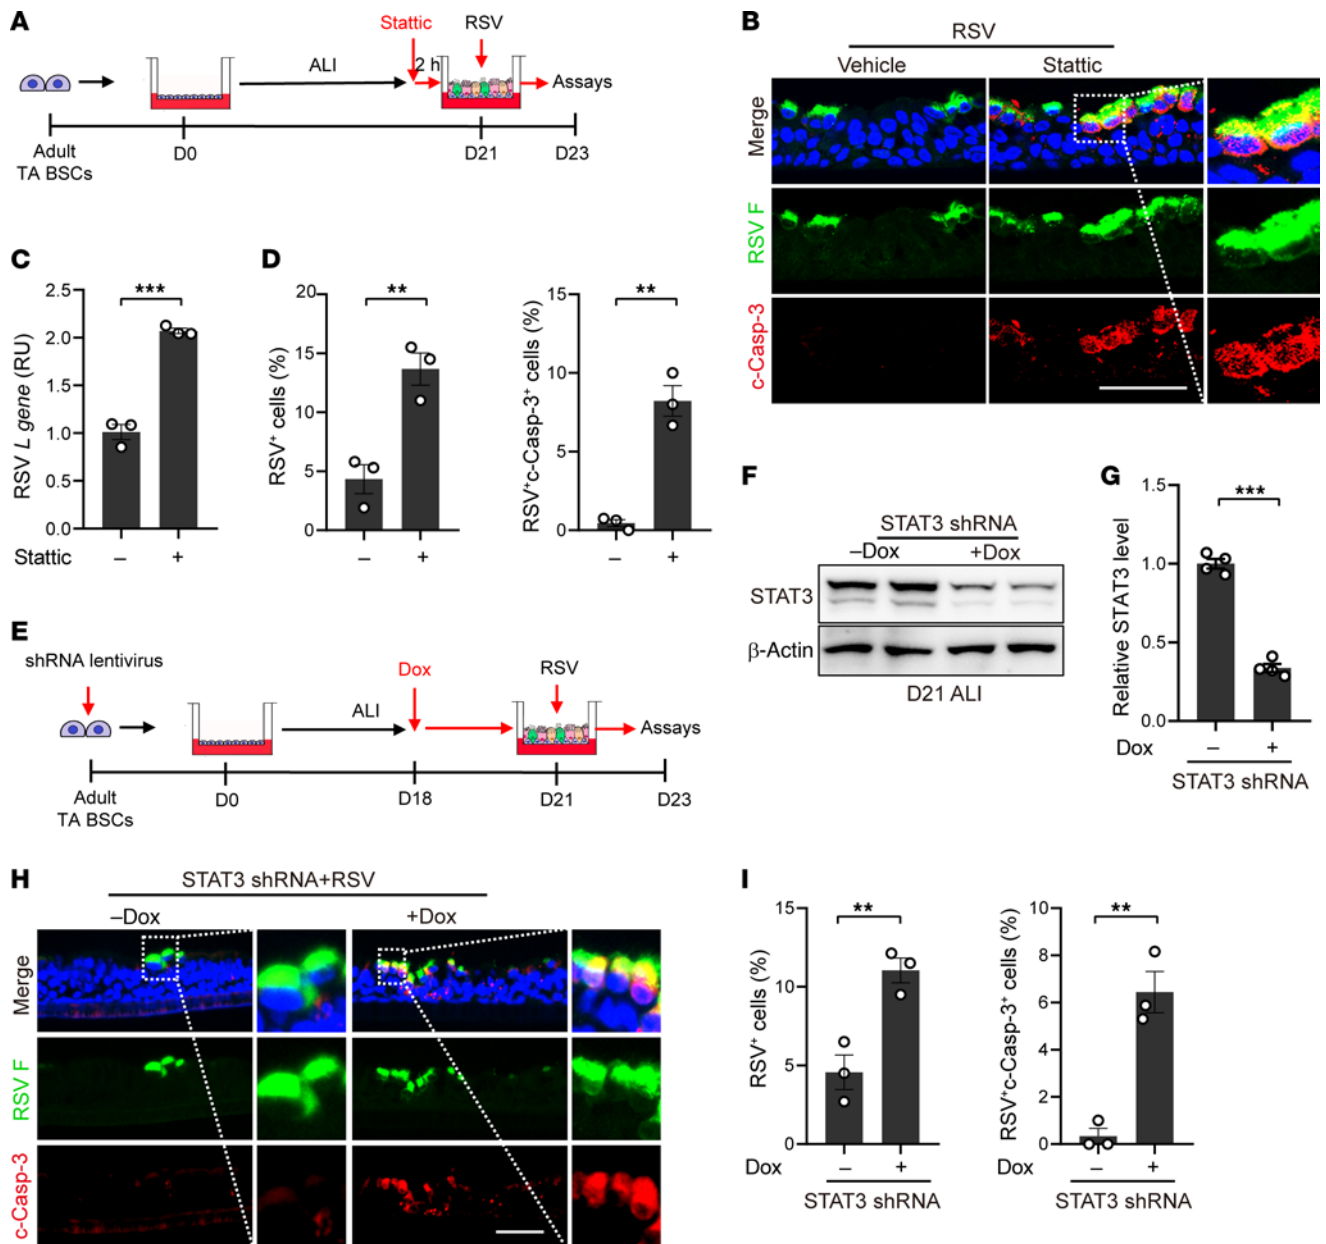 A
Stattic
RSV
ALI
2 h
Assays
Adult
TA BSCs
D0
D21
D23
B
RSV
Vehicle
Stattic
Merge
RSV F
c-Casp-3
C
RSV L gene (RU)
2.5
2.0
1.5
1.0
0.5
0.0
***
Stattic
–
+
D
RSV+ cells (%)
20
15
10
5
0
**
–
+
RSV+c-Casp-3+ cells (%)
15
10
5
0
**
–
+
E
shRNA lentivirus
Dox
RSV
ALI
Assays
Adult
TA BSCs
D0
D18
D21
D23
F
STAT3 shRNA
–Dox
+Dox
STAT3
β-Actin
D21 ALI
G
Relative STAT3 level
1.5
1.0
0.5
0.0
***
Dox
–
+
STAT3 shRNA
H
STAT3 shRNA+RSV
–Dox
+Dox
Merge
RSV F
c-Casp-3
I
RSV+ cells (%)
15
10
5
0
**
Dox
–
+
STAT3 shRNA
RSV+c-Casp-3+ cells (%)
10
8
6
4
2
0
**
Dox
–
+
STAT3 shRNA